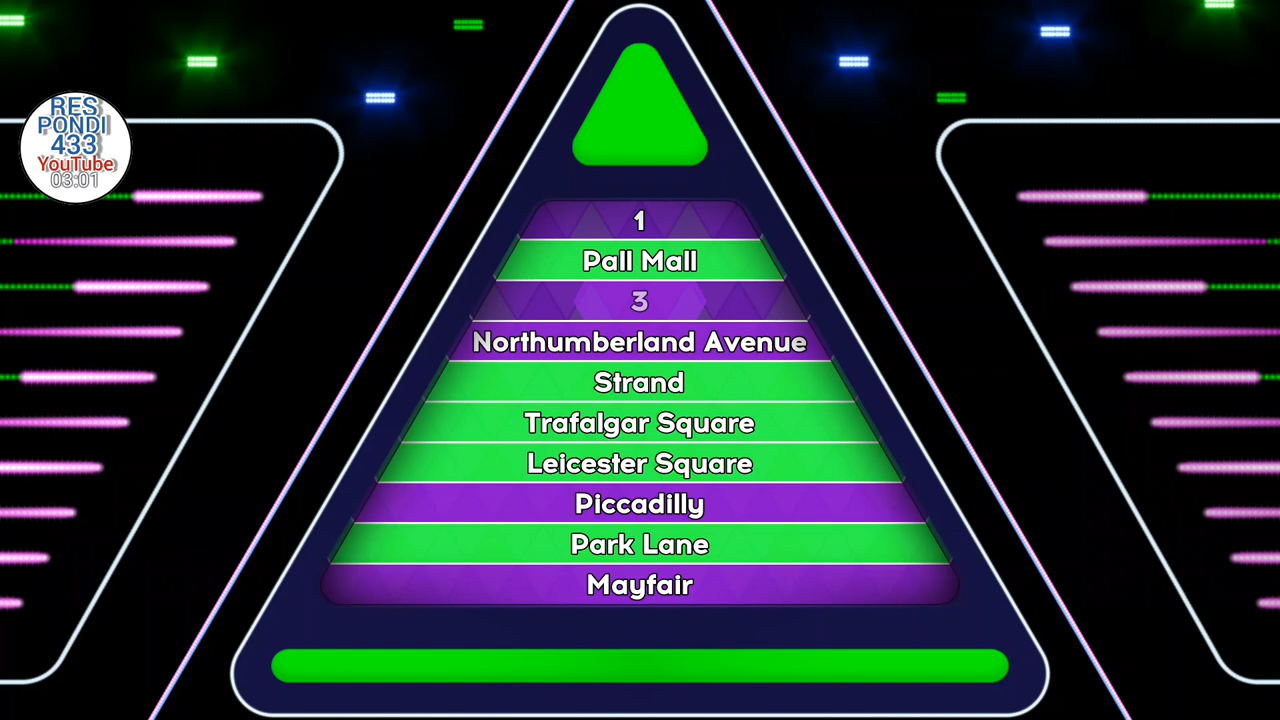 RES
PONDI
433
YouTube
03:01
1
Pall Mall
3
Northumberland Avenue
Strand
Trafalgar Square
Leicester Square
Piccadilly
Park Lane
Mayfair